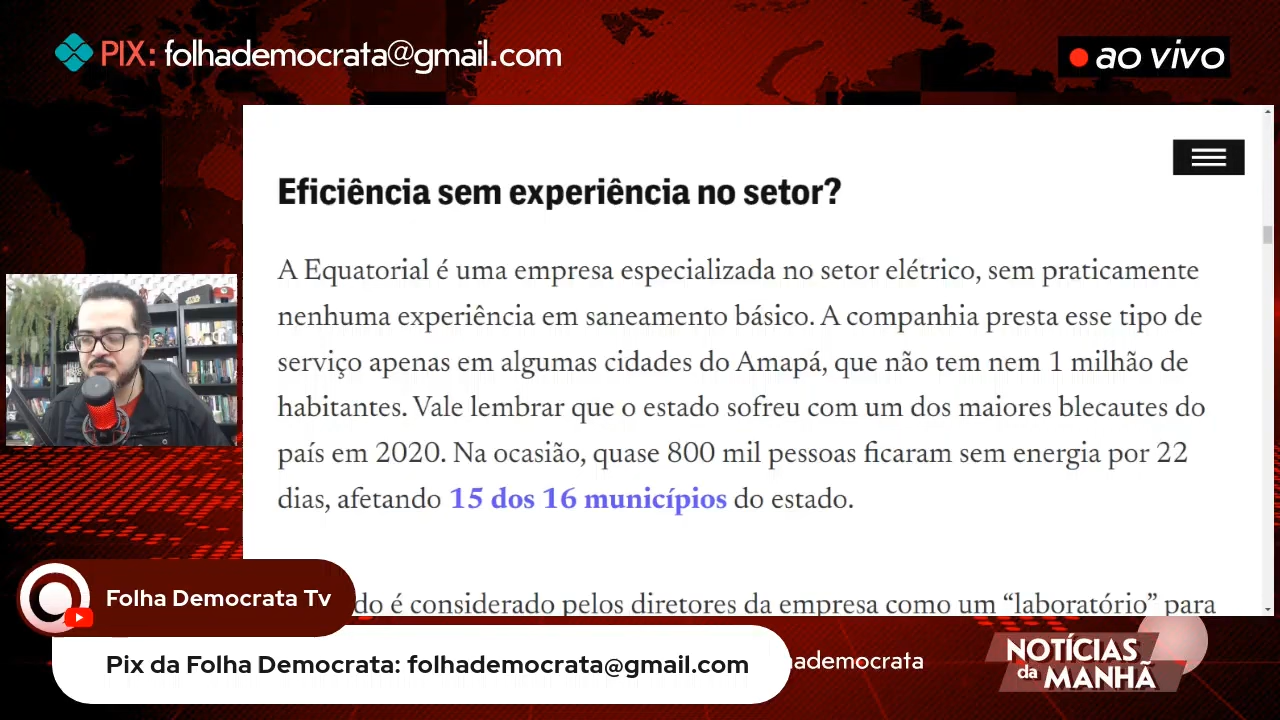 PIX: folhademocrata@gmail.com
ao vivo
Eficiência sem experiência no setor?
A Equatorial é uma empresa especializada no setor elétrico, sem praticamente
nenhuma experiência em saneamento básico. A companhia presta esse tipo de
serviço apenas em algumas cidades do Amapá, que não tem nem 1 milhão de
habitantes. Vale lembrar que o estado sofreu com um dos maiores blecautes do
país em 2020. Na ocasião, quase 800 mil pessoas ficaram sem energia por 22
dias, afetando 15 dos 16 municípios do estado.
é considerado pelos diretores da empresa como um “laboratório” para
Folha Democrata Tv
Pix da Folha Democrata: folhademocrata@gmail.com
NOTÍCIAS
da MANHÃ